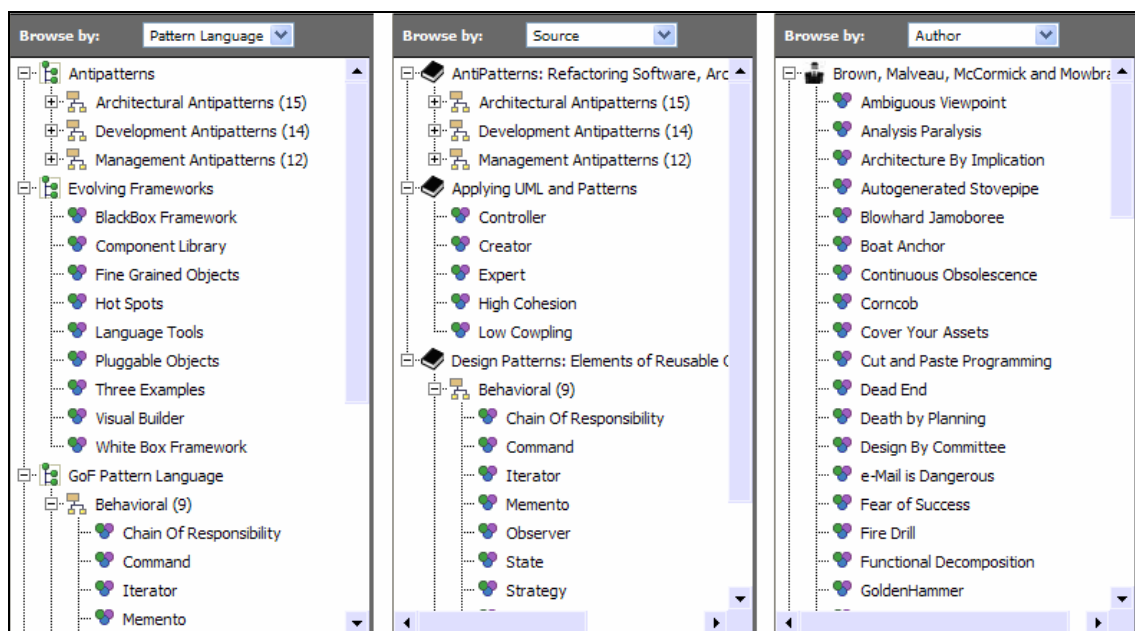 Browse by: Pattern Language
Antipatterns
Architectural Antipatterns (15)
Development Antipatterns (14)
Management Antipatterns (12)
Evolving Frameworks
BlackBox Framework
Component Library
Fine Grained Objects
Hot Spots
Language Tools
Pluggable Objects
Three Examples
Visual Builder
White Box Framework
GoF Pattern Language
Behavioral (9)
Chain Of Responsibility
Command
Iterator
Memento
Browse by: Source
AntiPatterns: Refactoring Software, Arc
Architectural Antipatterns (15)
Development Antipatterns (14)
Management Antipatterns (12)
Applying UML and Patterns
Controller
Creator
Expert
High Cohesion
Low Cowpling
Design Patterns: Elements of Reusable
Behavioral (9)
Chain Of Responsibility
Command
Iterator
Memento
Observer
State
Strategy
Browse by: Author
Brown, Malveau, McCormick and Mowbra
Ambiguous Viewpoint
Analysis Paralysis
Architecture By Implication
Autogenerated Stovepipe
Blowhard Jamoboree
Boat Anchor
Continuous Obsolescence
Corncob
Cover Your Assets
Cut and Paste Programming
Dead End
Death by Planning
Design By Committee
e-Mail is Dangerous
Fear of Success
Fire Drill
Functional Decomposition
GoldenHammer